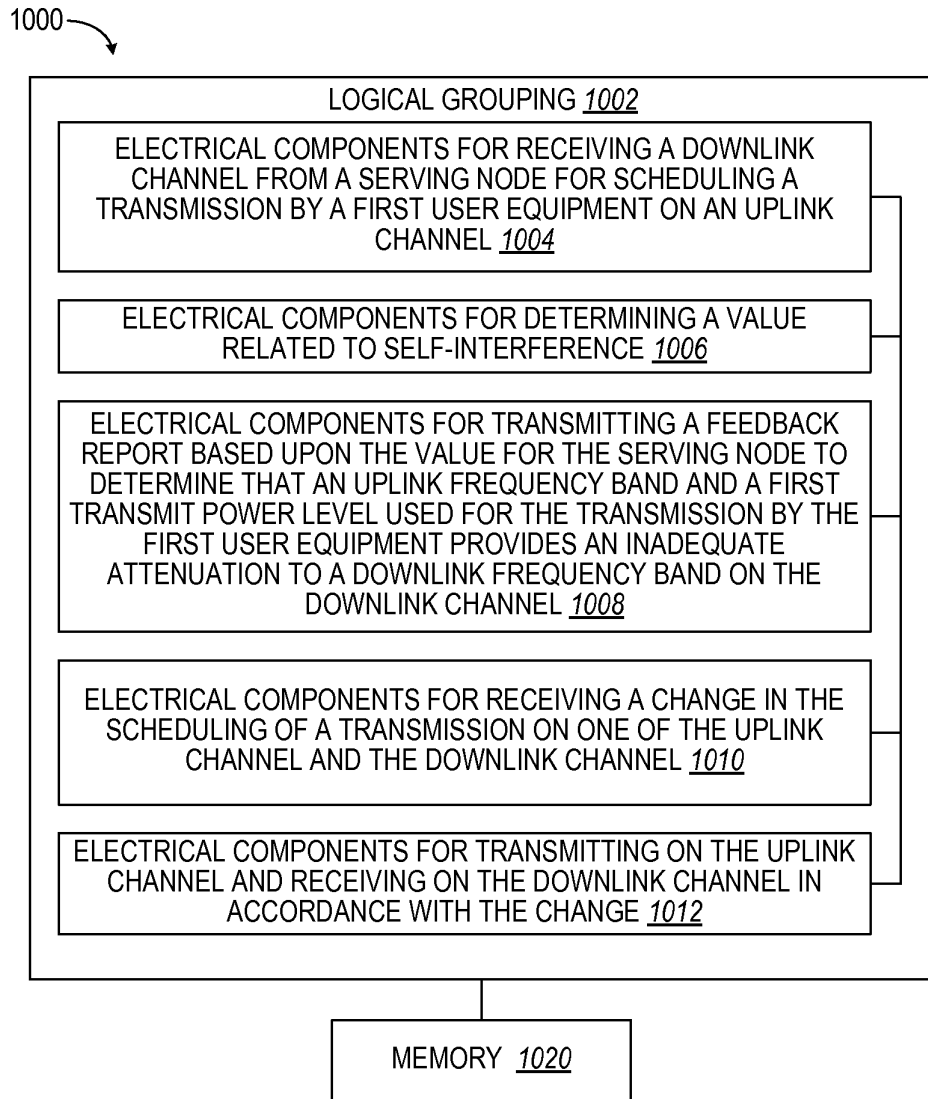 1000
LOGICAL GROUPING 1002
ELECTRICAL COMPONENTS FOR RECEIVING A DOWNLINK
CHANNEL FROM A SERVING NODE FOR SCHEDULING A
TRANSMISSION BY A FIRST USER EQUIPMENT ON AN UPLINK
CHANNEL 1004
ELECTRICAL COMPONENTS FOR DETERMINING A VALUE
RELATED TO SELF-INTERFERENCE 1006
ELECTRICAL COMPONENTS FOR TRANSMITTING A FEEDBACK
REPORT BASED UPON THE VALUE FOR THE SERVING NODE TO
DETERMINE THAT AN UPLINK FREQUENCY BAND AND A FIRST
TRANSMIT POWER LEVEL USED FOR THE TRANSMISSION BY THE
FIRST USER EQUIPMENT PROVIDES AN INADEQUATE
ATTENUATION TO A DOWNLINK FREQUENCY BAND ON THE
DOWNLINK CHANNEL 1008
ELECTRICAL COMPONENTS FOR RECEIVING A CHANGE IN THE
SCHEDULING OF A TRANSMISSION ON ONE OF THE UPLINK
CHANNEL AND THE DOWNLINK CHANNEL 1010
ELECTRICAL COMPONENTS FOR TRANSMITTING ON THE UPLINK
CHANNEL AND RECEIVING ON THE DOWNLINK CHANNEL IN
ACCORDANCE WITH THE CHANGE 1012
MEMORY 1020